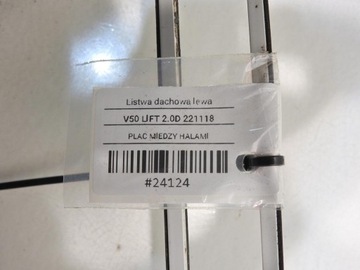 Listwa dachowa lewa
V50 LIFT 2.0D 221118
PLAC MIEDZY HALAMI
#24124